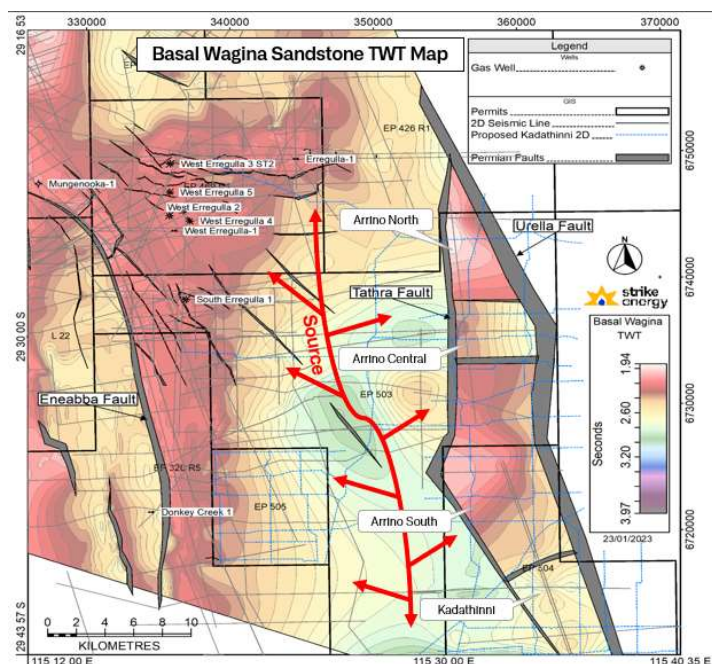 330000
340000
350000
360000
370000
29 16 53
Basal Wagina Sandstone TWT Map
Legend
Wells
Gas Well
GIS
Permits
2D Seismic Line
Proposed Kadathinni 2D
Permian Faults
EP 426 R1
West Erregulla 3 ST2
Erregulla-1
Mungenooka-1
West Erregulla 5
West Erregulla 2
West Erregulla 4
West Erregulla-1
Arrino North
Urella Fault
N
strike
energy
South Erregulla 1
Tathra Fault
Source
L 22
29 30 00 S
Arrino Central
Basal Wagina
TWT
1.94
2.60
3.20
3.97
Seconds
Eneabba Fault
EP 503
EP 505
Donkey Creek 1
Arrino South
23/01/2023
EP 504
Kadathinni
0 2 4 6 8 10
KILOMETRES
29 43 57 S
6750000
6740000
6730000
6720000
115 12 00 E
115 30 00 E
115 40 35 E